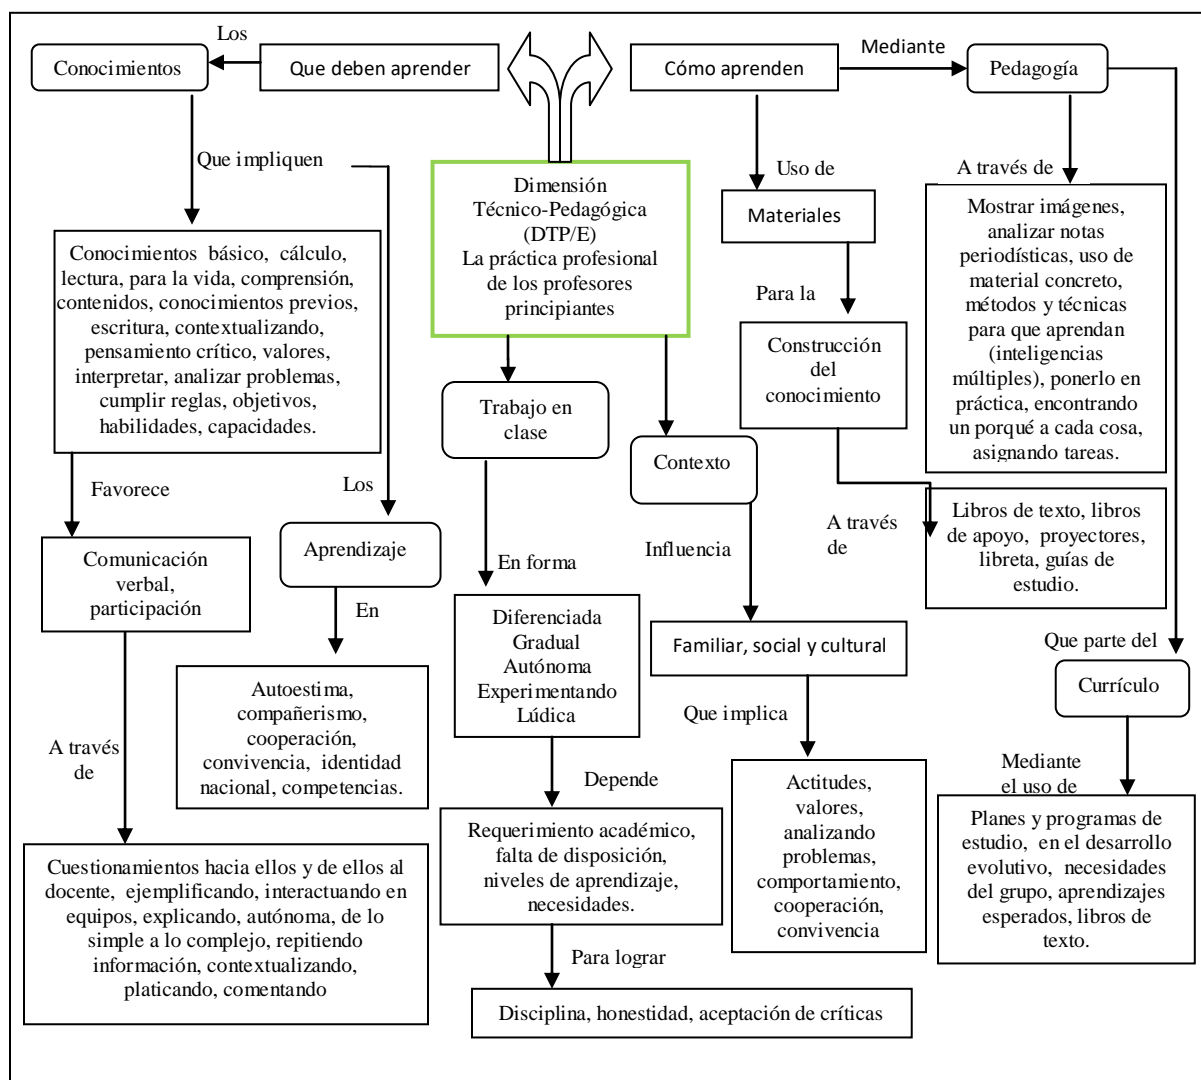 Los
Conocimientos
Que deben aprender
Cómo aprenden
Mediante
Pedagogía
Que impliquen
Dimensión
Técnico-Pedagógica
(DTP/E)
La práctica profesional
de los profesores
principiantes
Uso de
Materiales
A través de
Mostrar imágenes,
analizar notas
periodísticas, uso de
material concreto,
métodos y técnicas
para que aprendan
(inteligencias
múltiples), ponerlo en
práctica, encontrando
un porqué a cada cosa,
asignando tareas.
Conocimientos básico, cálculo,
lectura, para la vida, comprensión,
contenidos, conocimientos previos,
escritura, contextualizando,
pensamiento crítico, valores,
interpretar, analizar problemas,
cumplir reglas, objetivos,
habilidades, capacidades.
Para la
Construcción
del
conocimiento
Trabajo en
clase
Contexto
Favorece
Los
A través
de
Libros de texto, libros
de apoyo, proyectores,
libreta, guías de
estudio.
Comunicación
verbal,
participación
Aprendizaje
En forma
Influencia
En
Diferenciada
Gradual
Autónoma
Experimentando
Lúdica
Familiar, social y cultural
Que parte del
Currículo
Autoestima,
compañerismo,
cooperación,
convivencia, identidad
nacional, competencias.
Que implica
A través
de
Depende
Actitudes,
valores,
analizando
problemas,
comportamiento,
cooperación,
convivencia
Mediante
el uso de
Planes y programas de
estudio, en el desarrollo
evolutivo, necesidades
del grupo, aprendizajes
esperados, libros de
texto.
Requerimiento académico,
falta de disposición,
niveles de aprendizaje,
necesidades.
Cuestionamientos hacia ellos y de ellos al
docente, ejemplificando, interactuando en
equipos, explicando, autónoma, de lo
simple a lo complejo, repitiendo
información, contextualizando,
platicando, comentando
Para lograr
Disciplina, honestidad, aceptación de críticas